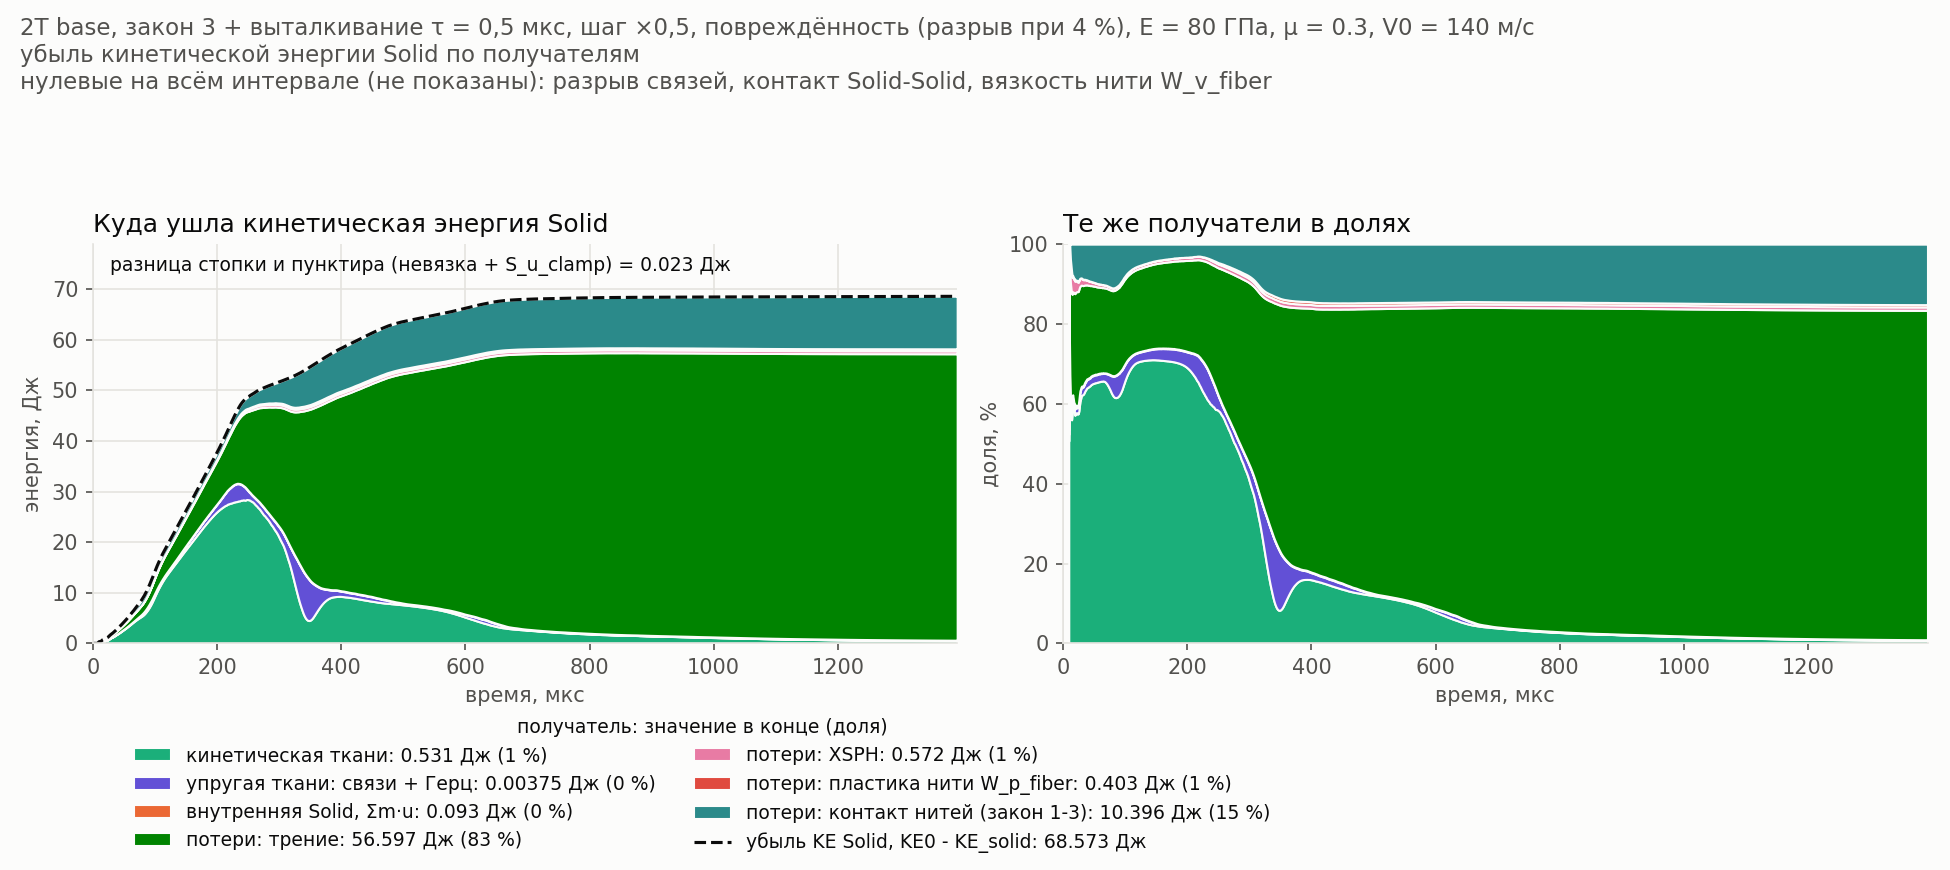 2T base, закон 3 + выталкивание τ = 0,5 мкс, шаг ×0,5, повреждённость (разрыв при 4 %), E = 80 ГПа, μ = 0.3, V0 = 140 м/с
убыль кинетической энергии Solid по получателям
нулевые на всём интервале (не показаны): разрыв связей, контакт Solid-Solid, вязкость нити W_v_fiber
Куда ушла кинетическая энергия Solid
разница стопки и пунктира (невязка + S_u_clamp) = 0.023 Дж
энергия, Дж
70
60
50
40
30
20
10
0
0 200 400 600 800 1000 1200
время, мкс
Те же получатели в долях
доля, %
100
80
60
40
20
0
0 200 400 600 800 1000 1200
время, мкс
получатель: значение в конце (доля)
кинетическая ткани: 0.531 Дж (1 %)
упругая ткани: связи + Герц: 0.00375 Дж (0 %)
внутренняя Solid, Σm·u: 0.093 Дж (0 %)
потери: трение: 56.597 Дж (83 %)
потери: XSPH: 0.572 Дж (1 %)
потери: пластика нити W_p_fiber: 0.403 Дж (1 %)
потери: контакт нитей (закон 1-3): 10.396 Дж (15 %)
убыль KE Solid, KE0 - KE_solid: 68.573 Дж